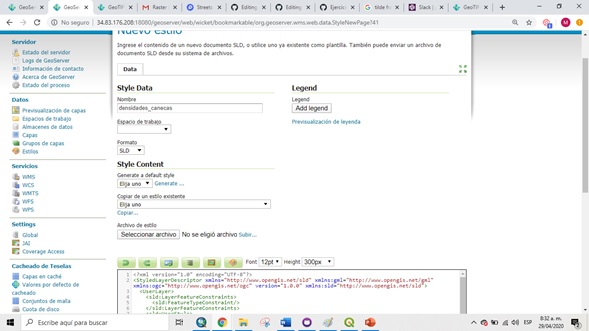 GeoSe
GeoSe
GeoTI
Raster
Streets
Editing
Editing
Ejercic
tilde ñ
Slack
GeoTI
No seguro
34.83.176.208:18080/geoserver/web/wicket/bookmarkable/org.geoserver.wms.web.data.StyleNewPage?41
M
Nuevo estilo
Ingrese el contenido de un nuevo documento SLD, o utilice uno ya existente como plantilla. También puede enviar un archivo de
documento SLD desde su sistema de archivos.
Servidor
Estado del servidor
Logs de GeoServer
Información de contacto
Acerca de GeoServer
Estado del proceso
Datos
Previsualización de capas
Espacios de trabajo
Almacenes de datos
Capas
Grupos de capas
Estilos
Servicios
WMS
WCS
WMTS
WFS
WPS
Settings
Global
JAI
Coverage Access
Cacheado de Teselas
Capas en caché
Valores por defecto de
cacheado
Conjuntos de malla
Cuota de disco
Data
Style Data
Nombre
densidades_canecas
Espacio de trabajo
Formato
SLD
Style Content
Generate a default style
Elija uno
Generate ...
Copiar de un estilo existente
Elija uno
Copiar...
Archivo de estilo
Seleccionar archivo
No se eligió archivo
Subir...
Legend
Legend
Add legend
Previsualización de leyenda
Font
12pt
Height
300px
1 <?xml version="1.0" encoding="UTF-8"?>
2 <StyledLayerDescriptor xmlns="http://www.opengis.net/sld" xmlns:gml="http://www.opengis.net/gml"
xmlns:ogc="http://www.opengis.net/ogc" version="1.0.0" xmlns:sld="http://www.opengis.net/sld">
3 <UserLayer>
4 <sld:LayerFeatureConstraints>
5 <sld:FeatureTypeConstraint/>
6 </sld:LayerFeatureConstraints>
Escribe aquí para buscar
ESP
8:32 a. m.
29/04/2020